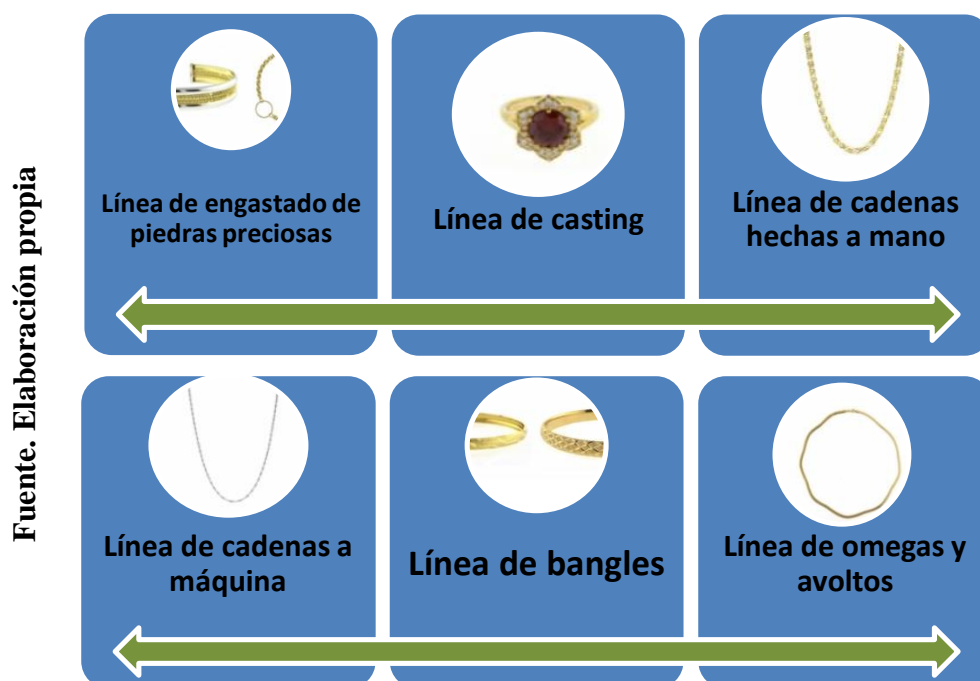 Fuente. Elaboración propia
Línea de engastado de
piedras preciosas
Línea de casting
Línea de cadenas
hechas a mano
Línea de cadenas a
máquina
Línea de bangles
Línea de omegas y
avoltos